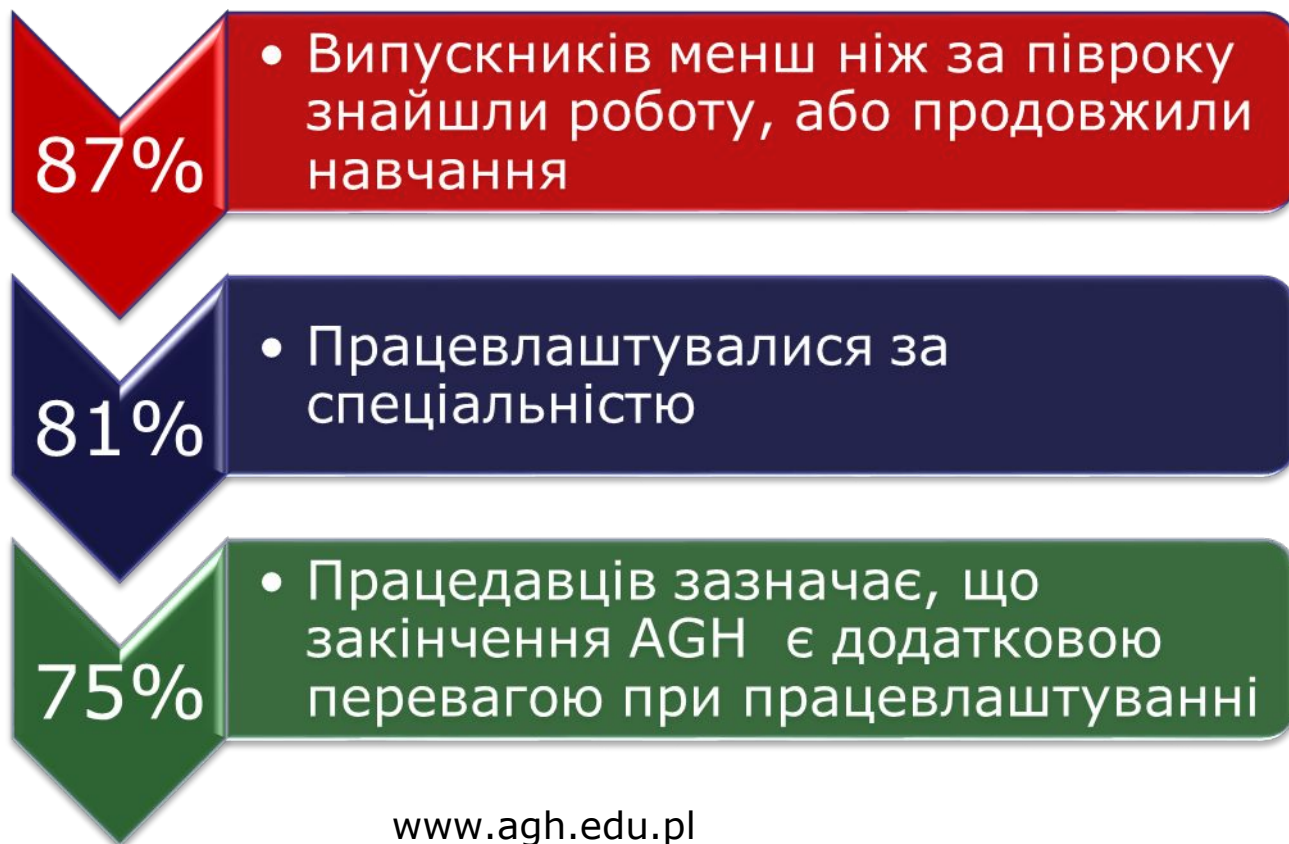 87%
• Випускників менш ніж за півроку
знайшли роботу, або продовжили
навчання
81%
• Працевлаштувалися за
спеціальністю
75%
• Працедавців зазначає, що
закінчення AGH є додатковою
перевагою при працевлаштуванні
www.agh.edu.pl